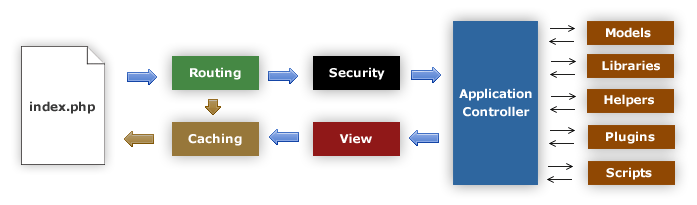 index.php
Routing
Security
Caching
View
Application
Controller
Models
Libraries
Helpers
Plugins
Scripts